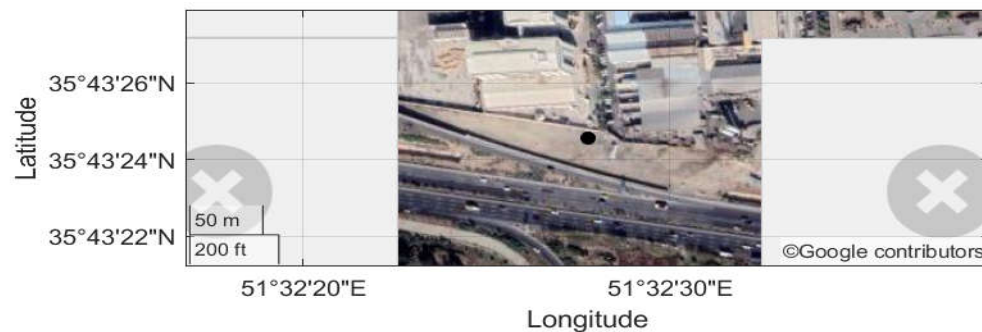 Latitude
35°43'26"N
35°43'24"N
35°43'22"N
50 m
200 ft
©Google contributors
51°32'20"E
51°32'30"E
Longitude